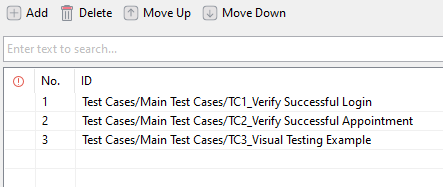 Add Delete Move Up Move Down
Enter text to search...
No. ID
1 Test Cases/Main Test Cases/TC1_Verify Successful Login
2 Test Cases/Main Test Cases/TC2_Verify Successful Appointment
3 Test Cases/Main Test Cases/TC3_Visual Testing Example